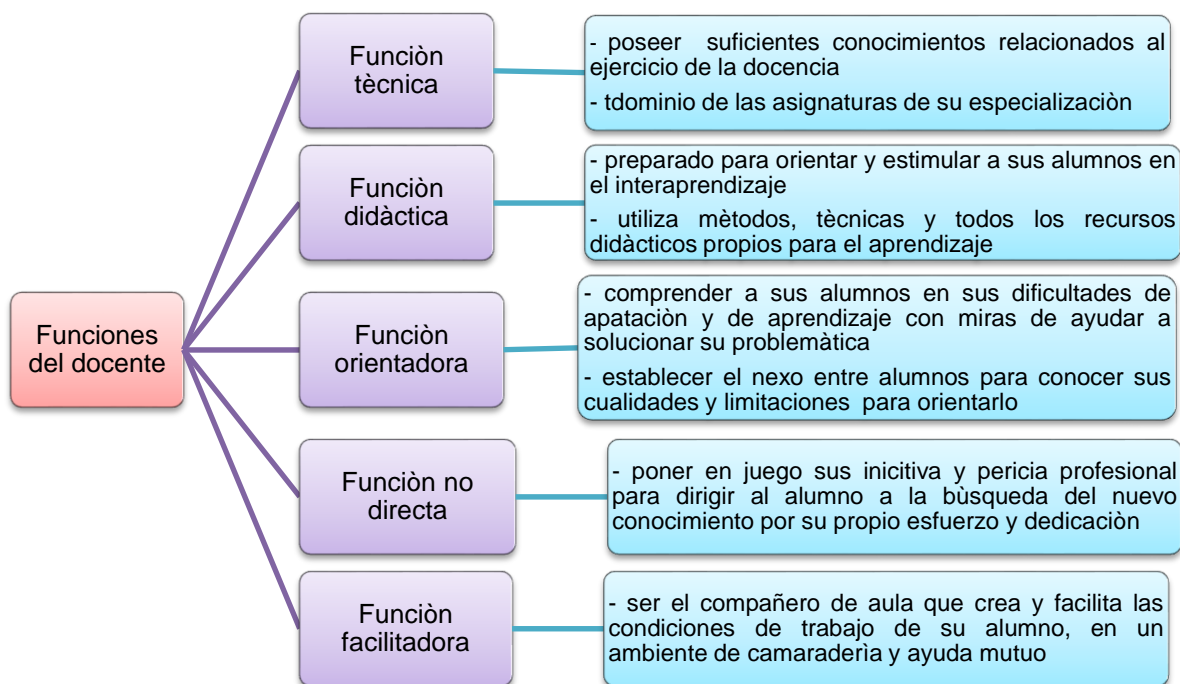 Funciones
del docente
Funciòn
tècnica
- poseer suficientes conocimientos relacionados al
ejercicio de la docencia
- tdominio de las asignaturas de su especializaciòn
Funciòn
didàctica
- preparado para orientar y estimular a sus alumnos en
el interaprendizaje
- utiliza mètodos, tècnicas y todos los recursos
didàcticos propios para el aprendizaje
Funciòn
orientadora
- comprender a sus alumnos en sus dificultades de
apataciòn y de aprendizaje con miras de ayudar a
solucionar su problemàtica
- establecer el nexo entre alumnos para conocer sus
cualidades y limitaciones para orientarlo
Funciòn no
directa
- poner en juego sus inicitiva y pericia profesional
para dirigir al alumno a la bùsqueda del nuevo
conocimiento por su propio esfuerzo y dedicaciòn
Funciòn
facilitadora
- ser el compañero de aula que crea y facilita las
condiciones de trabajo de su alumno, en un
ambiente de camaraderìa y ayuda mutuo